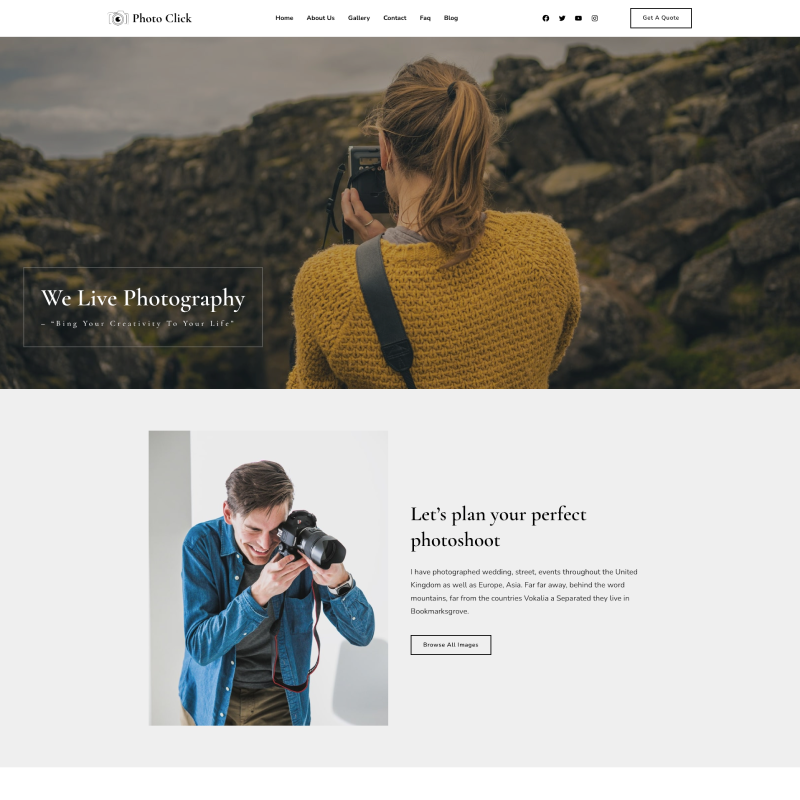 Photo Click
Home About Us Gallery Contact Faq Blog
Get A Quote
We Live Photography
– “Bing Your Creativity To Your Life”
Let’s plan your perfect
photoshoot
I have photographed wedding, street, events throughout the United
Kingdom as well as Europe, Asia. Far far away, behind the word
mountains, far from the countries Vokalia a Separated they live in
Bookmarksgrove.
Browse All Images